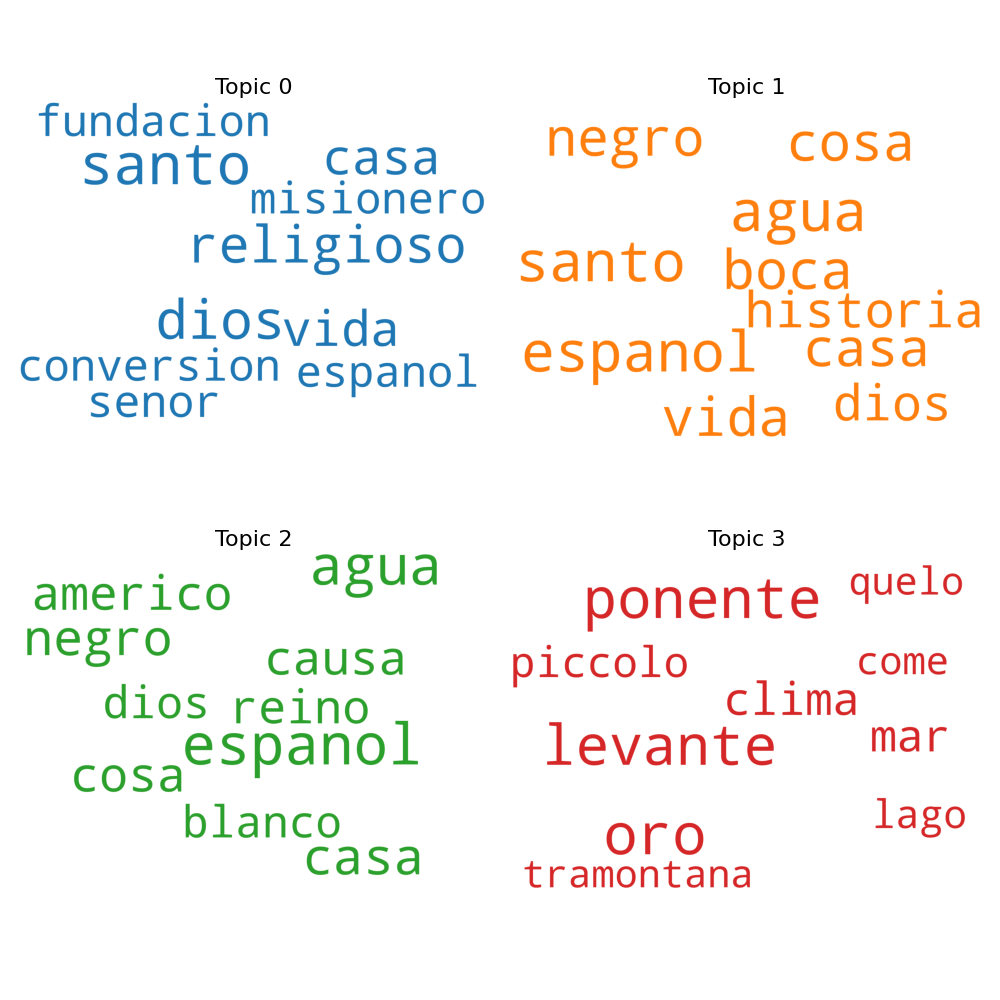 Topic 0
fundacion
santo
casa
misionero
religioso
dios
vida
conversion
espanol
senor
Topic 1
negro
cosa
agua
santo
boca
historia
espanol
casa
vida
dios
Topic 2
agua
americo
negro
causa
dios
reino
espanol
cosa
blanco
casa
Topic 3
quelo
ponente
piccolo
come
clima
mar
levante
lago
oro
tramontana